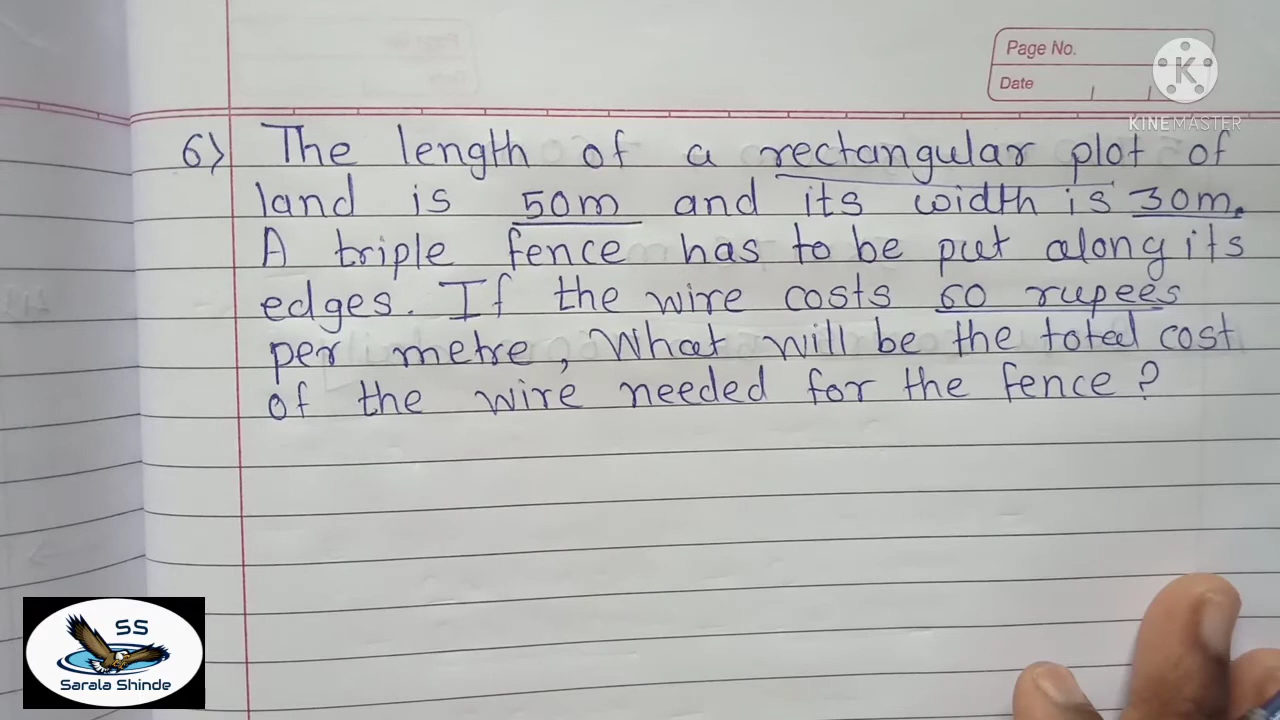 Page No.
Date
KINEMASTER
6) The length of a rectangular plot of
land is 50m and its width is 30m.
A triple fence has to be put along its
edges. If the wire costs 60 rupees
per metre, What will be the total cost
of the wire needed for the fence?
SS
Sarala Shinde